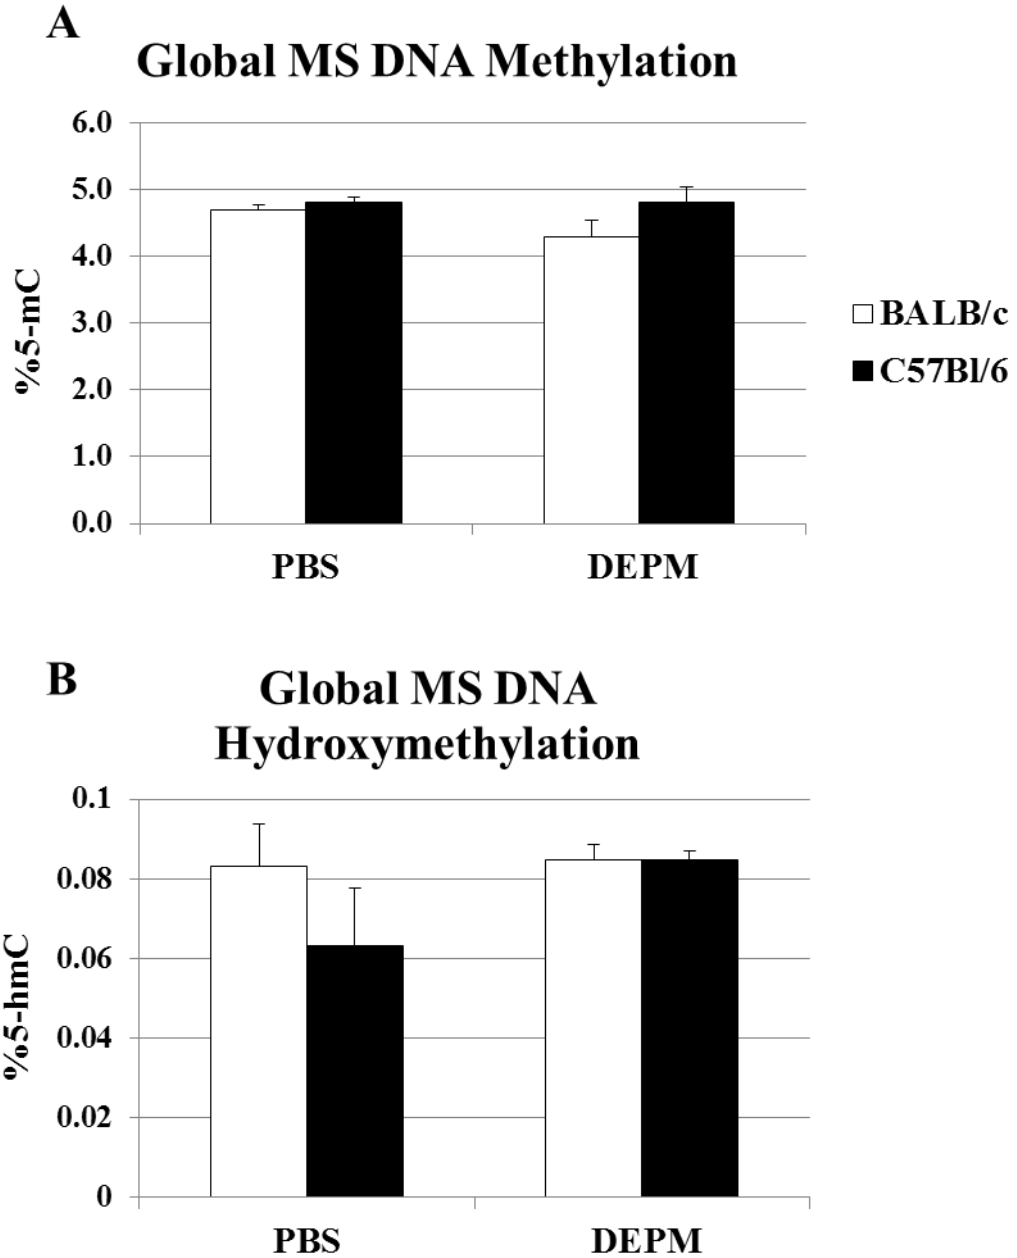 A
Global MS DNA Methylation
6.0
5.0
4.0
3.0
2.0
1.0
0.0
%5-mC
PBS
DEPM
BALB/c
C57Bl/6
B
Global MS DNA
Hydroxymethylation
0.1
0.08
0.06
0.04
0.02
0
%5-hmC
PBS
DEPM